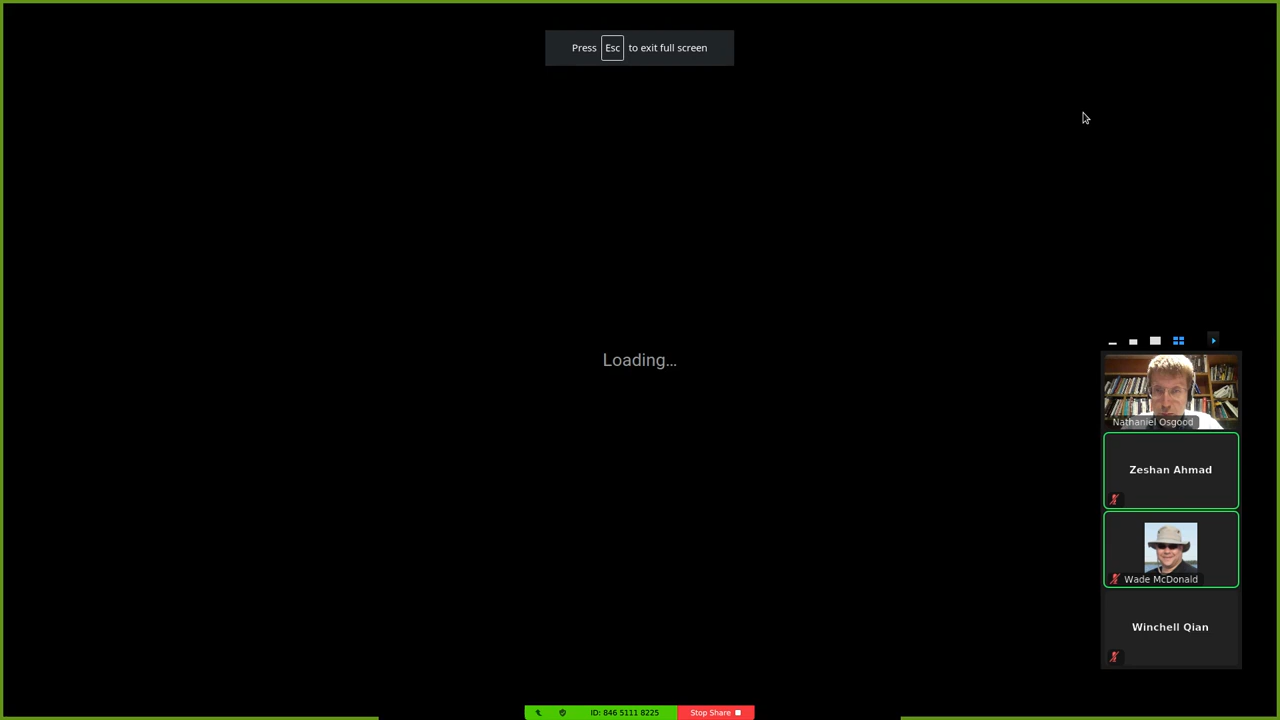 Press Esc to exit full screen
Loading...
Nathaniel Osgood
Zeshan Ahmad
Wade McDonald
Winchell Qian
ID: 846 5111 8225 Stop Share